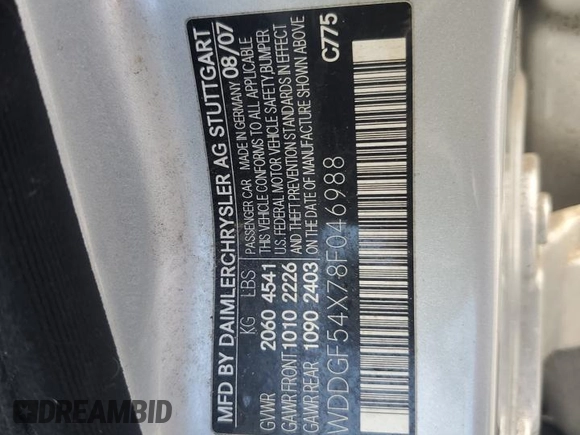 MFD BY DAIMLERCHRYSLER AG STUTTGART
KG LBS PASSENGER CAR MADE IN GERMANY 08/07
GVWR 2060 4541 THIS VEHICLE CONFORMS TO ALL APPLICABLE
U.S. FEDERAL MOTOR VEHICLE SAFETY,BUMPER
GAWR FRONT 1010 2226 AND THEFT PREVENTION STANDARDS IN EFFECT
GAWR REAR 1090 2403 ON THE DATE OF MANUFACTURE SHOWN ABOVE
C775
WDDGF54X78F046988
DREAMBID